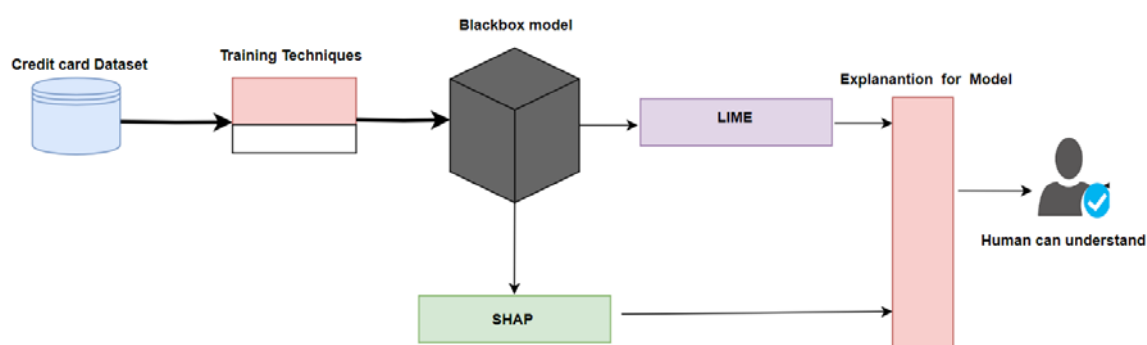 Blackbox model
Training Techniques
Credit card Dataset
Explanantion for Model
LIME
Human can understand
SHAP